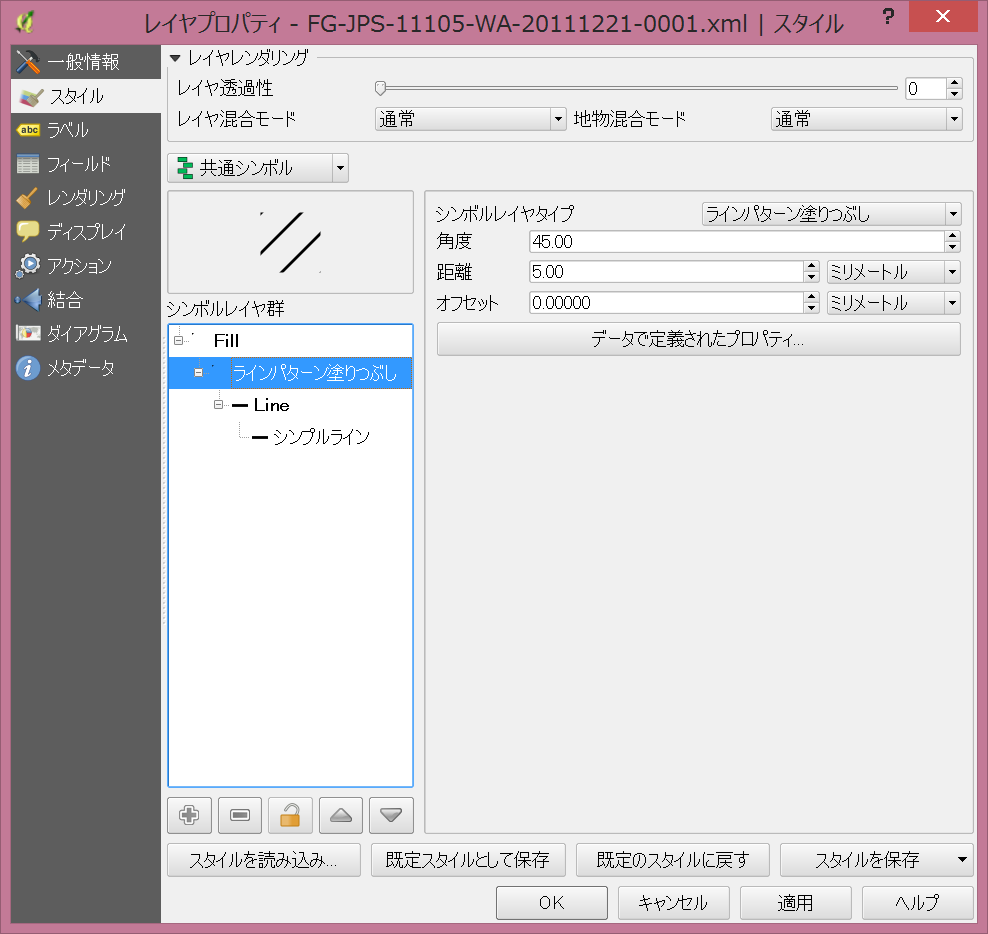 レイヤプロパティ - FG-JPS-11105-WA-20111221-0001.xml | スタイル
?
一般情報
スタイル
abc ラベル
フィールド
レンダリング
ディスプレイ
アクション
結合
ダイアグラム
メタデータ
レイヤレンダリング
レイヤ透過性 0
レイヤ混合モード 通常 地物混合モード 通常
共通シンボル
シンボルレイヤ群
Fill
ラインパターン塗りつぶし
Line
シンプルライン
シンボルレイヤタイプ ラインパターン塗りつぶし
角度 45.00
距離 5.00 ミリメートル
オフセット 0.00000 ミリメートル
データで定義されたプロパティ...
スタイルを読み込み... 既定スタイルとして保存 既定のスタイルに戻す スタイルを保存
OK キャンセル 適用 ヘルプ